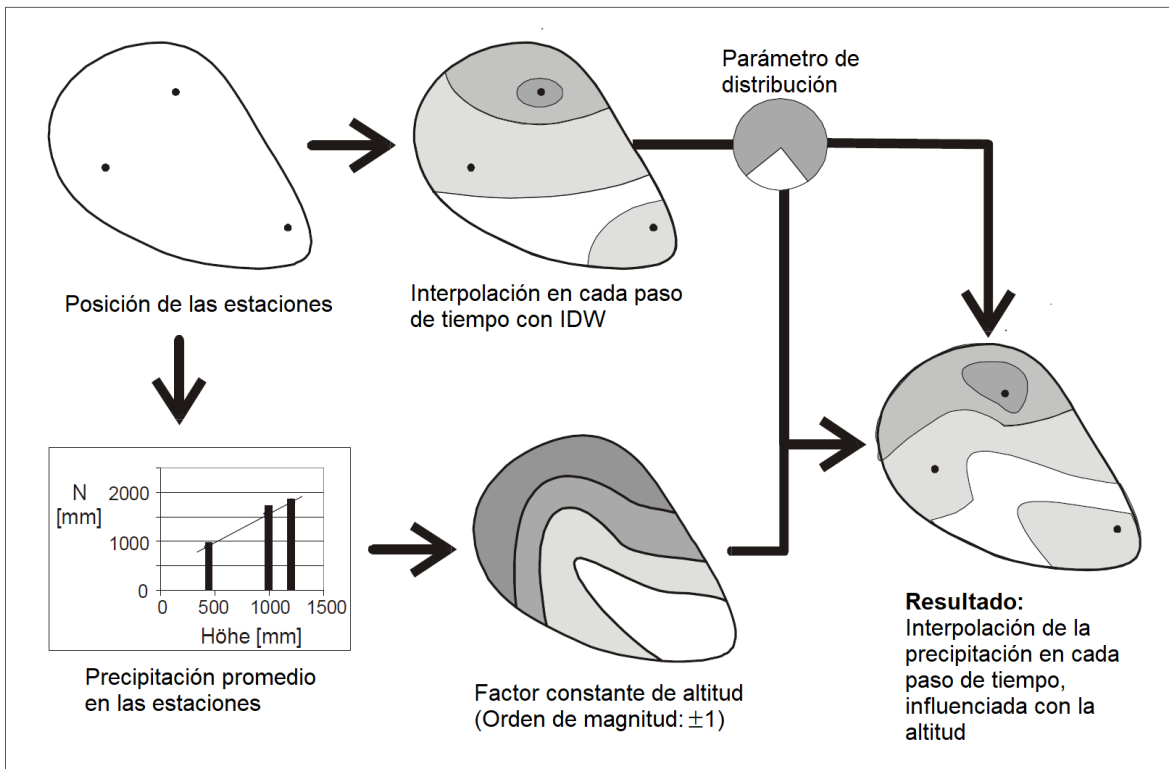 Parámetro de
distribución
Posición de las estaciones
Interpolación en cada paso
de tiempo con IDW
N
[mm]
2000
1000
0
0
500
1000
1500
Höhe [mm]
Precipitación promedio
en las estaciones
Factor constante de altitud
(Orden de magnitud: ±1)
Resultado:
Interpolación de la
precipitación en cada
paso de tiempo,
influenciada con la
altitud